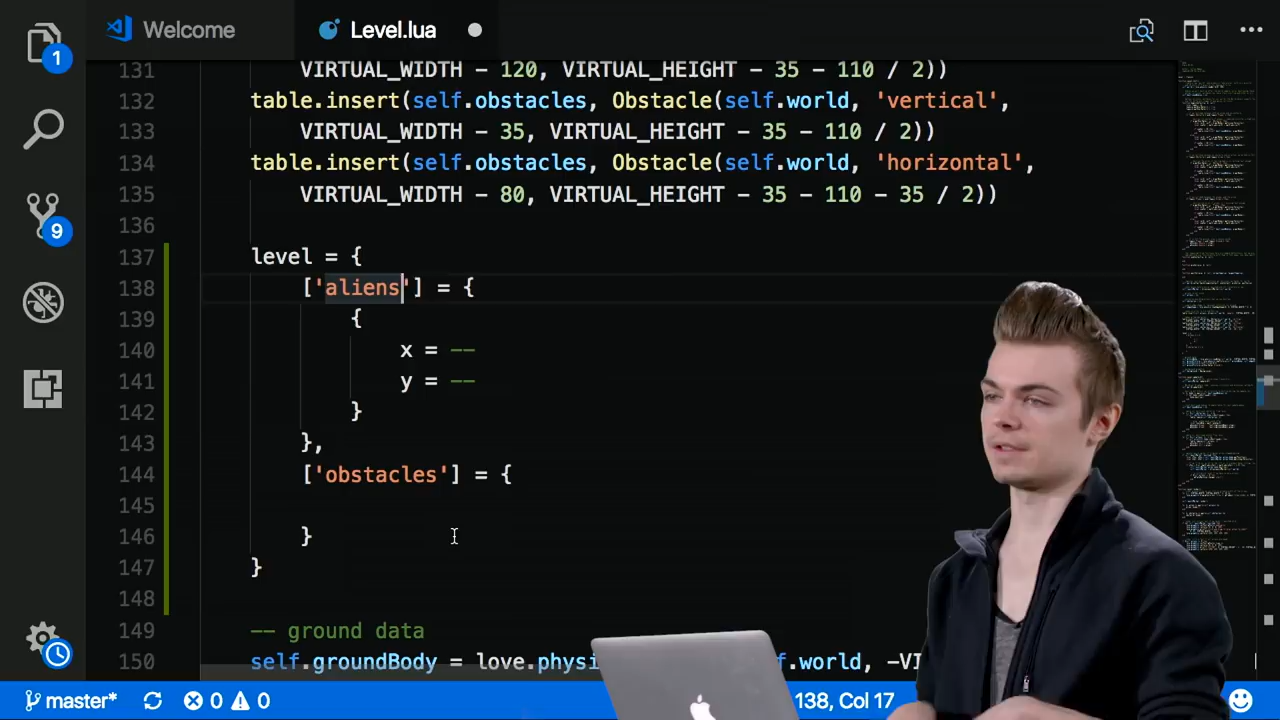 1
Welcome
Level.lua
131 VIRTUAL_WIDTH - 120, VIRTUAL_HEIGHT - 35 - 110 / 2))
132 table.insert(self.obstacles, Obstacle(self.world, 'vertical',
133 VIRTUAL_WIDTH - 35, VIRTUAL_HEIGHT - 35 - 110 / 2))
134 table.insert(self.obstacles, Obstacle(self.world, 'horizontal',
135 VIRTUAL_WIDTH - 80, VIRTUAL_HEIGHT - 35 - 110 - 35 / 2))
136
137 level = {
138 ['aliens'] = {
139 {
140 x = --
141 y = --
142 }
143 },
144 ['obstacles'] = {
145
146 }
147 }
148
149 -- ground data
150 self.groundBody = love.physi s.world, -VI
9
master* 0 0 138, Col 17